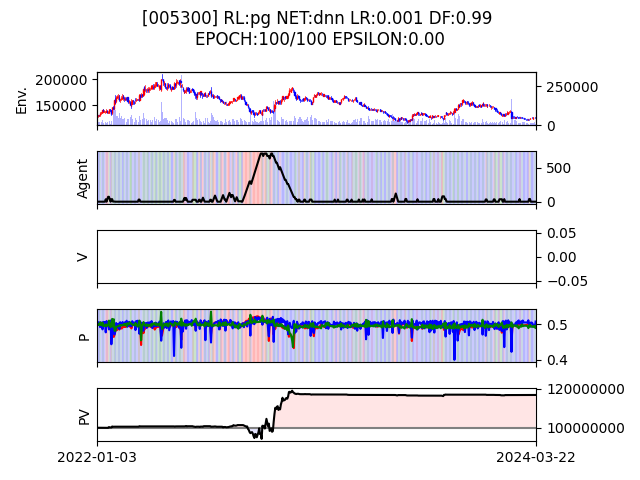 [005300] RL:pg NET:dnn LR:0.001 DF:0.99
EPOCH:100/100 EPSILON:0.00
Env.
200000
150000
250000
0
Agent
500
0
V
0.05
0.00
−0.05
P
0.5
0.4
PV
120000000
100000000
2022-01-03
2024-03-22